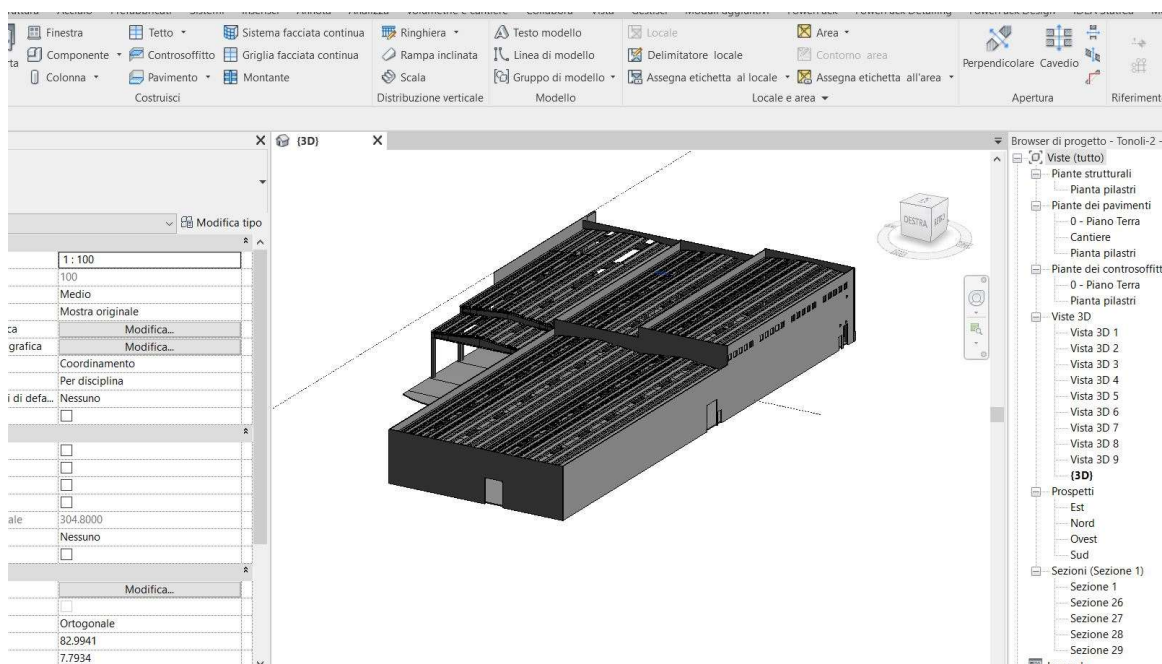 Finestra Tetto Sistema facciata continua Ringhiera Testo modello Locale Area
Componente Controsoffitto Griglia facciata continua Rampa inclinata Linea di modello Delimitatore locale Contorno area Perpendicolare Cavedio
Colonna Pavimento Montante Scala Gruppo di modello Assegna etichetta al locale Assegna etichetta all'area
Costruisci Distribuzione verticale Modello Locale e area Apertura Riferiment
{3D}
Modifica tipo
1 : 100
100
Medio
Mostra originale
ca Modifica...
grafica Modifica...
Coordinamento
Per disciplina
i di defa... Nessuno
ale 304.8000
Nessuno
Modifica...
Ortogonale
82.9941
7.7934
DESTRA
Browser di progetto - Tonoli-2 -
Viste (tutto)
Piante strutturali
Pianta pilastri
Piante dei pavimenti
0 - Piano Terra
Cantiere
Pianta pilastri
Piante dei controsoffitt
0 - Piano Terra
Pianta pilastri
Viste 3D
Vista 3D 1
Vista 3D 2
Vista 3D 3
Vista 3D 4
Vista 3D 5
Vista 3D 6
Vista 3D 7
Vista 3D 8
Vista 3D 9
{3D}
Prospetti
Est
Nord
Ovest
Sud
Sezioni (Sezione 1)
Sezione 1
Sezione 26
Sezione 27
Sezione 28
Sezione 29